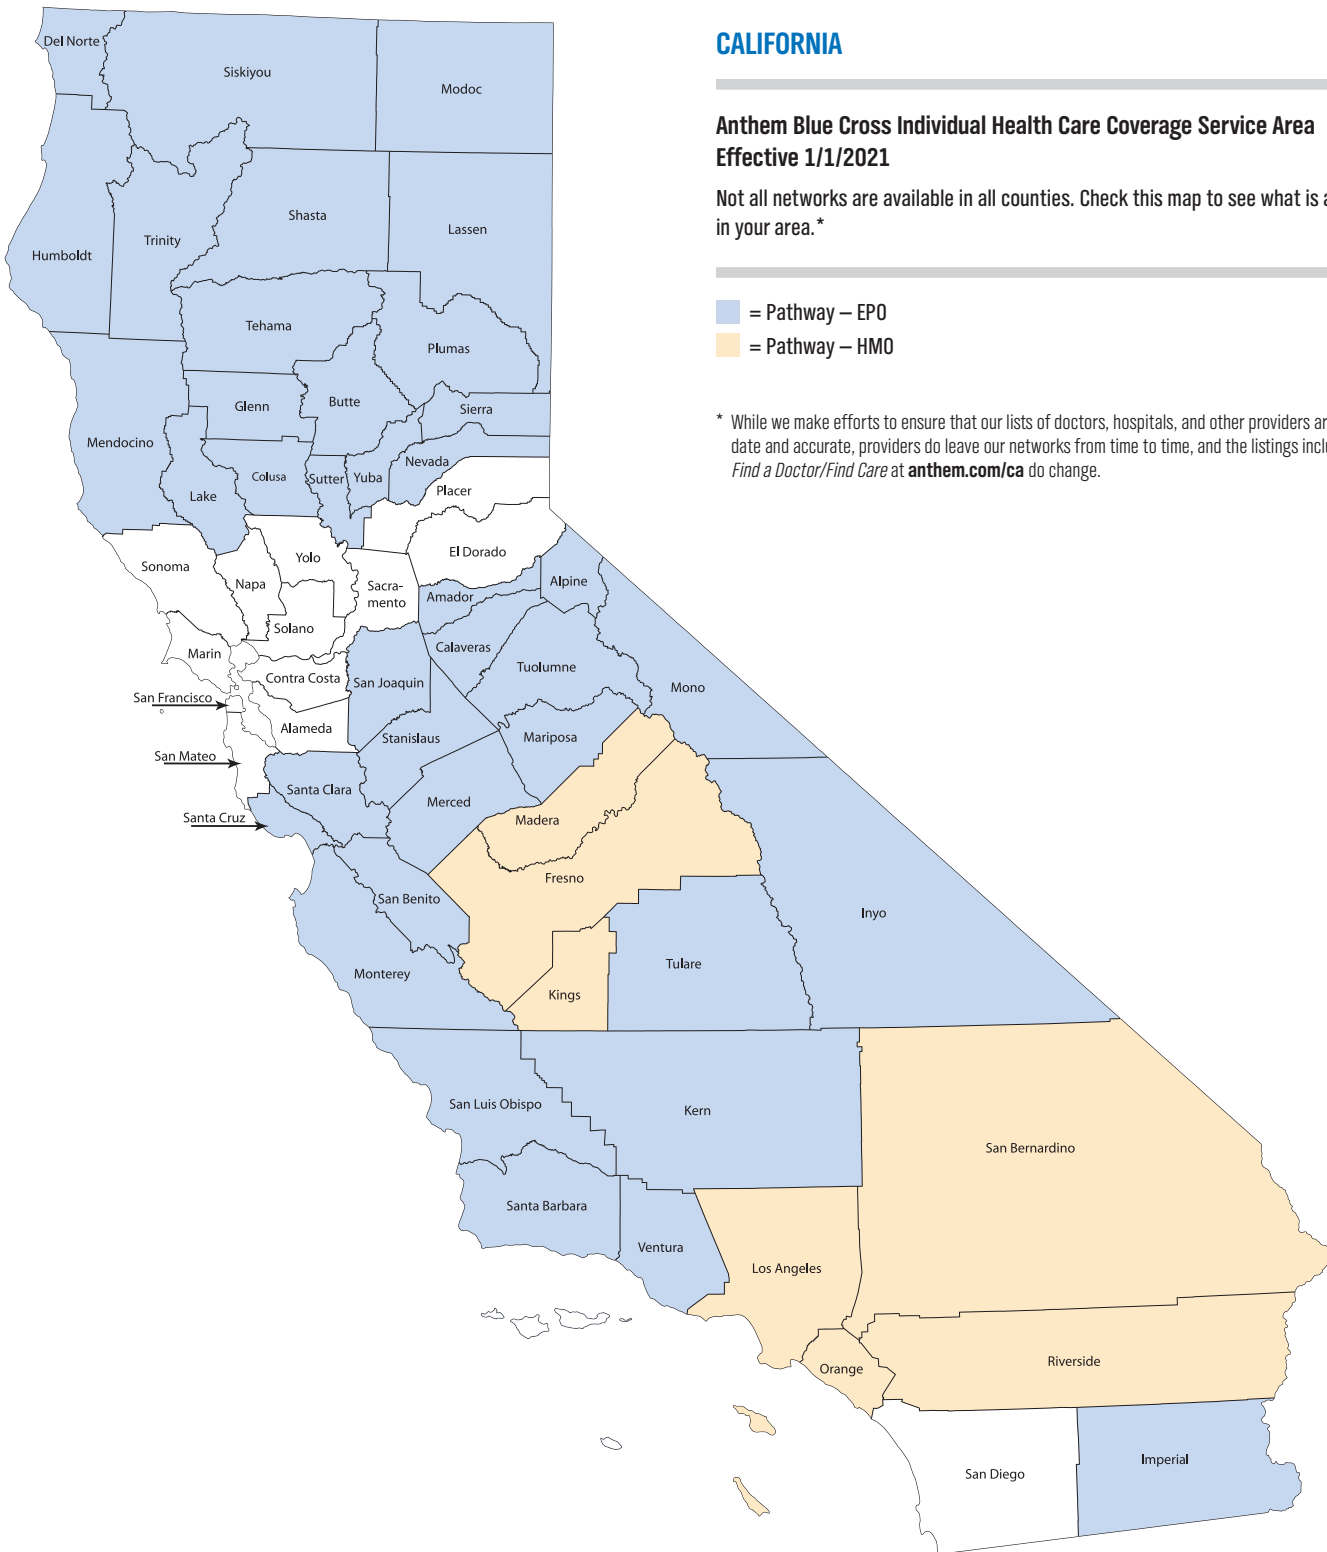 CALIFORNIA
Anthem Blue Cross Individual Health Care Coverage Service Area
Effective 1/1/2021
Not all networks are available in all counties. Check this map to see what is
in your area.*
= Pathway – EPO
= Pathway – HMO
* While we make efforts to ensure that our lists of doctors, hospitals, and other providers
date and accurate, providers do leave our networks from time to time, and the listings
Find a Doctor/Find Care at anthem.com/ca do change.
Del Norte
Siskiyou
Modoc
Humboldt
Trinity
Shasta
Lassen
Tehama
Plumas
Mendocino
Glenn
Butte
Sierra
Lake
Colusa
Sutter
Yuba
Nevada
Placer
El Dorado
Sonoma
Napa
Yolo
Sacra-
mento
Solano
Amador
Alpine
Marin
Calaveras
Contra Costa
San Joaquin
Tuolumne
Mono
San Francisco
Alameda
Stanislaus
Mariposa
San Mateo
Santa Clara
Merced
Madera
Santa Cruz
Fresno
San Benito
Inyo
Monterey
Tulare
Kings
San Luis Obispo
Kern
San Bernardino
Santa Barbara
Ventura
Los Angeles
Orange
Riverside
San Diego
Imperial